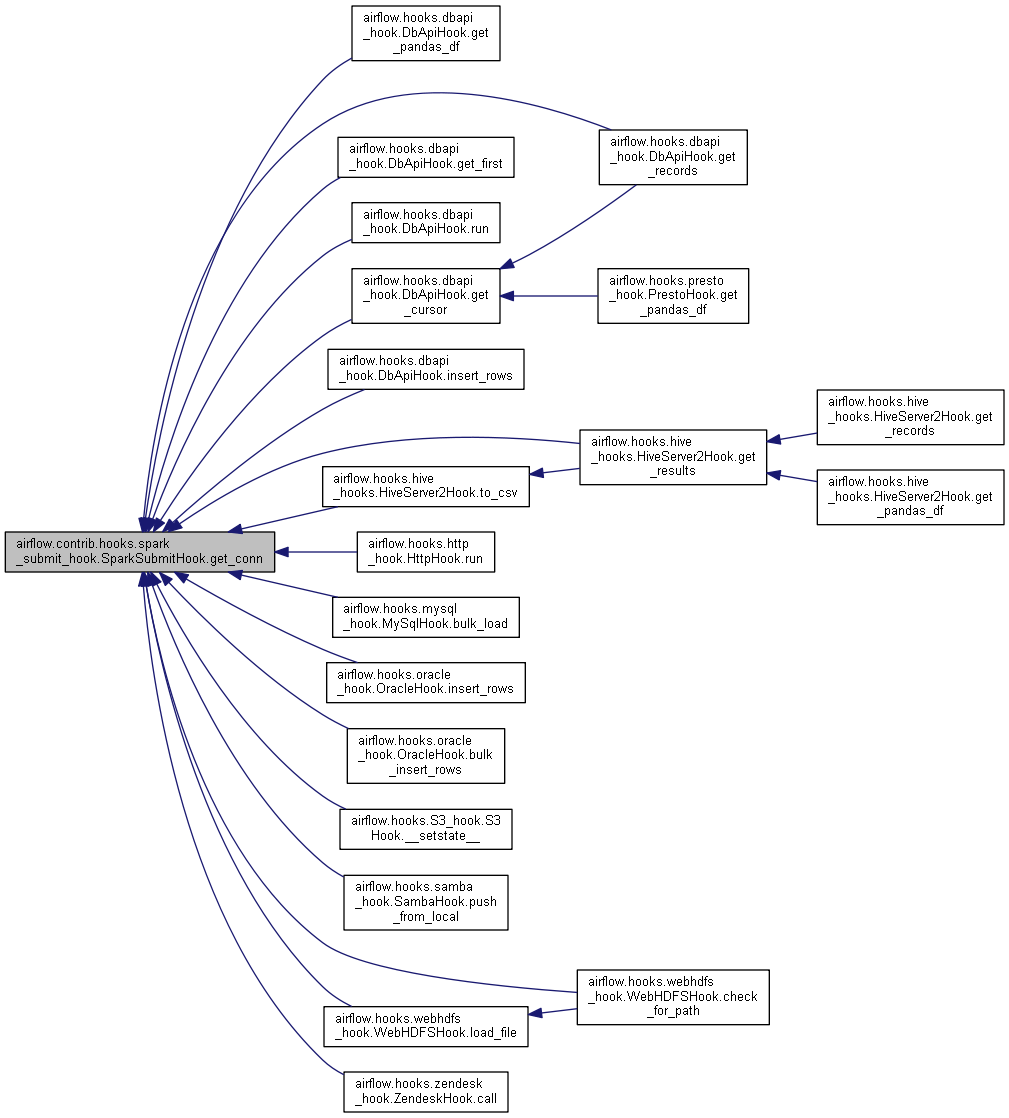 airflow.hooks.dbapi
_hook.DbApiHook.get
_pandas_df
airflow.hooks.dbapi
_hook.DbApiHook.get
_records
airflow.hooks.dbapi
_hook.DbApiHook.get_first
airflow.hooks.dbapi
_hook.DbApiHook.run
airflow.hooks.dbapi
_hook.DbApiHook.get
_cursor
airflow.hooks.presto
_hook.PrestoHook.get
_pandas_df
airflow.hooks.dbapi
_hook.DbApiHook.insert_rows
airflow.hooks.hive
_hooks.HiveServer2Hook.get
_records
airflow.hooks.hive
_hooks.HiveServer2Hook.get
_results
airflow.hooks.hive
_hooks.HiveServer2Hook.to_csv
airflow.hooks.hive
_hooks.HiveServer2Hook.get
_pandas_df
airflow.contrib.hooks.spark
_submit_hook.SparkSubmitHook.get_conn
airflow.hooks.http
_hook.HttpHook.run
airflow.hooks.mysql
_hook.MySqlHook.bulk_load
airflow.hooks.oracle
_hook.OracleHook.insert_rows
airflow.hooks.oracle
_hook.OracleHook.bulk
_insert_rows
airflow.hooks.S3_hook.S3
Hook.__setstate__
airflow.hooks.samba
_hook.SambaHook.push
_from_local
airflow.hooks.webhdfs
_hook.WebHDFSHook.check
_for_path
airflow.hooks.webhdfs
_hook.WebHDFSHook.load_file
airflow.hooks.zendesk
_hook.ZendeskHook.call